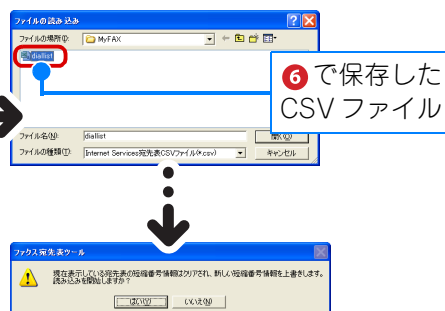 ファイルの読み込み
ファイルの場所(I):
MyFAX
diallist
❻で保存した
CSV ファイル
ファイル名(N):
diallist
開く(O)
ファイルの種類(T):
Internet Services宛先表CSVファイル(*.csv)
キャンセル
ファクス宛先表ツール
現在表示している宛先表の短縮番号情報はクリアされ、新しい短縮番号情報を上書きします。
読み込みを開始しますか?
はい(Y)
いいえ(N)